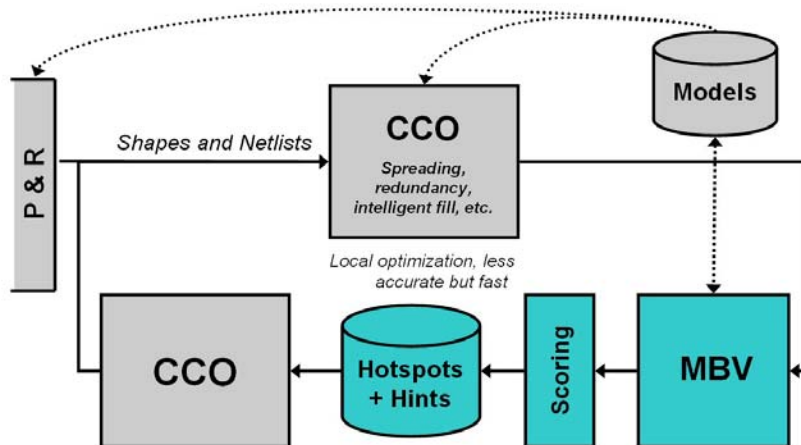 Models
CCO
Spreading,
redundancy,
intelligent fill, etc.
Shapes and Netlists
P & R
Local optimization, less
accurate but fast
CCO
Hotspots
+ Hints
Scoring
MBV